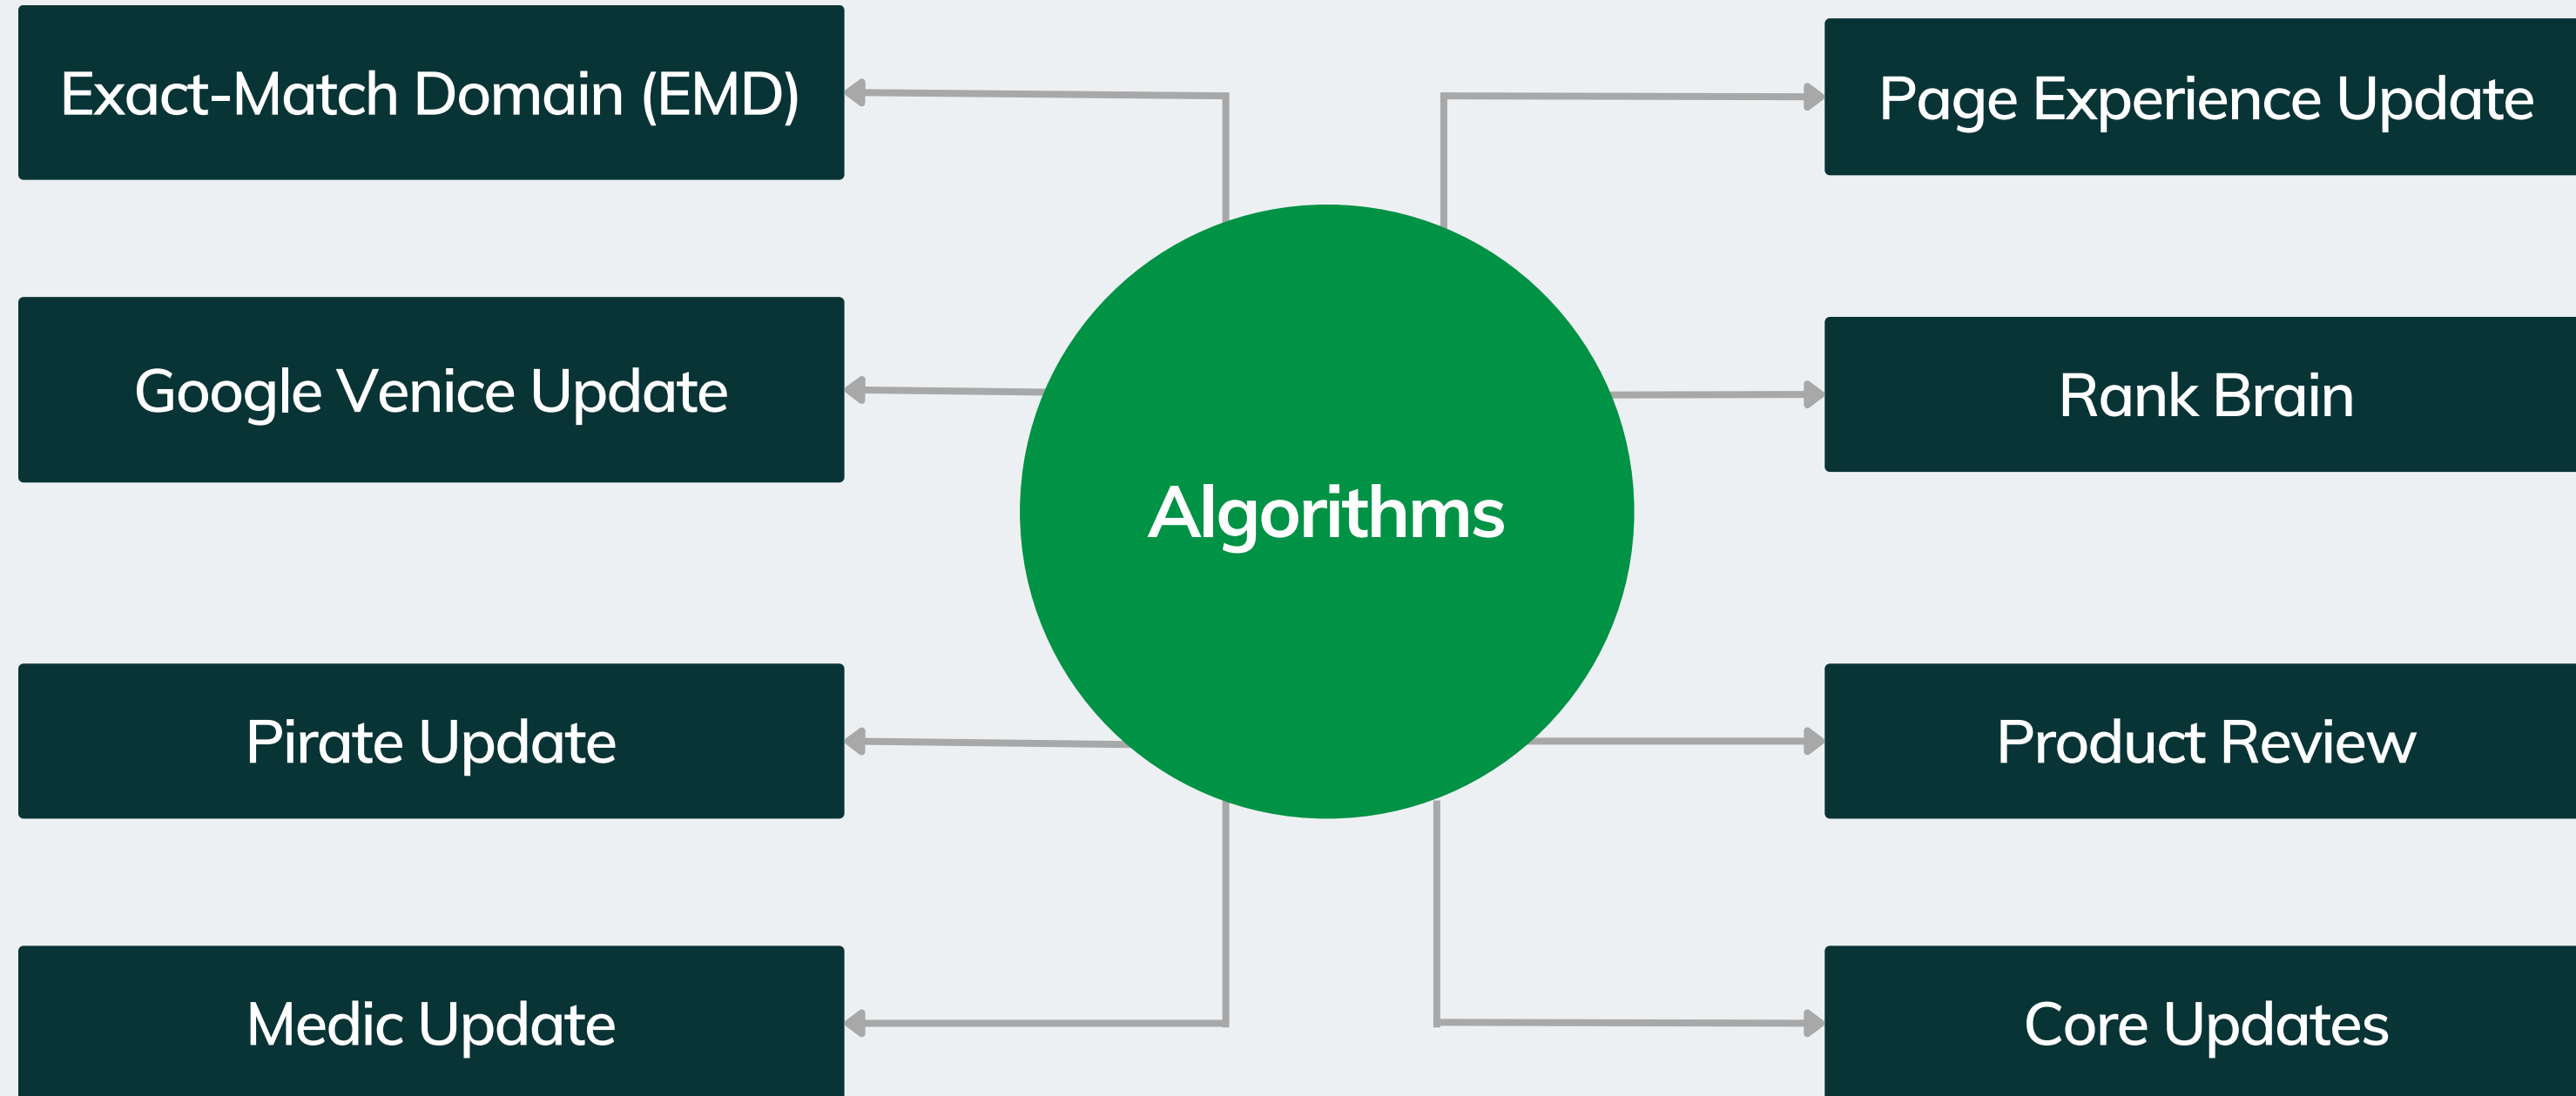 Exact-Match Domain (EMD)
Page Experience Update
Google Venice Update
Rank Brain
Algorithms
Pirate Update
Product Review
Medic Update
Core Updates